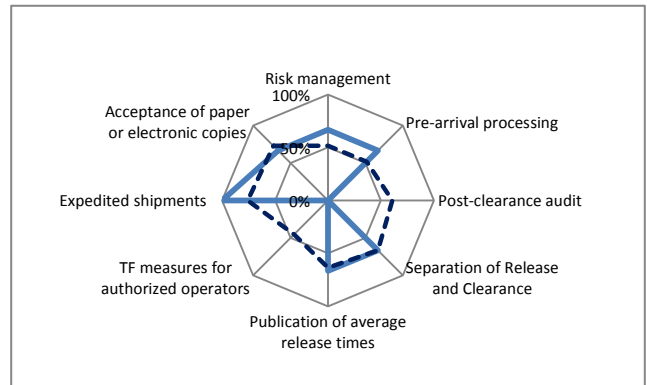 Risk management
100%
Acceptance of paper
or electronic copies
Pre-arrival processing
50%
Expedited shipments
0%
Post-clearance audit
TF measures for
authorized operators
Separation of Release
and Clearance
Publication of average
release times